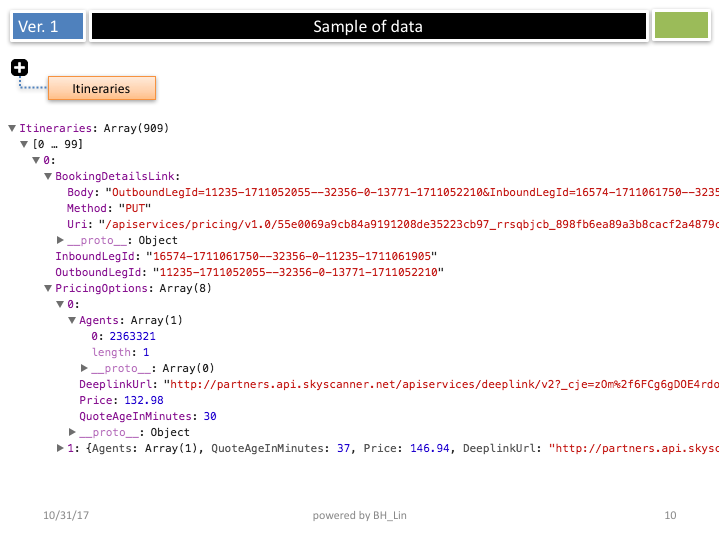 Ver. 1
Sample of data
Itineraries
Itineraries: Array(909)
[0 … 99]
0:
BookingDetailsLink:
Body: "OutboundLegId=11235-1711052055--32356-0-13771-1711052210&InboundLegId=16574-1711061750--3235
Method: "PUT"
Uri: "/apiservices/pricing/v1.0/55e0069a9cb84a9191208de35223cb97_rrsqbjcb_898fb6ea89a3b8cacf2a4879c
__proto__: Object
InboundLegId: "16574-1711061750--32356-0-11235-1711061905"
OutboundLegId: "11235-1711052055--32356-0-13771-1711052210"
PricingOptions: Array(8)
0:
Agents: Array(1)
0: 2363321
length: 1
__proto__: Array(0)
DeeplinkUrl: "http://partners.api.skyscanner.net/apiservices/deeplink/v2?_cje=zOm%2f6FCg6gDOE4rdo
Price: 132.98
QuoteAgeInMinutes: 30
__proto__: Object
1: {Agents: Array(1), QuoteAgeInMinutes: 37, Price: 146.94, DeeplinkUrl: "http://partners.api.skysc
10/31/17
powered by BH_Lin
10